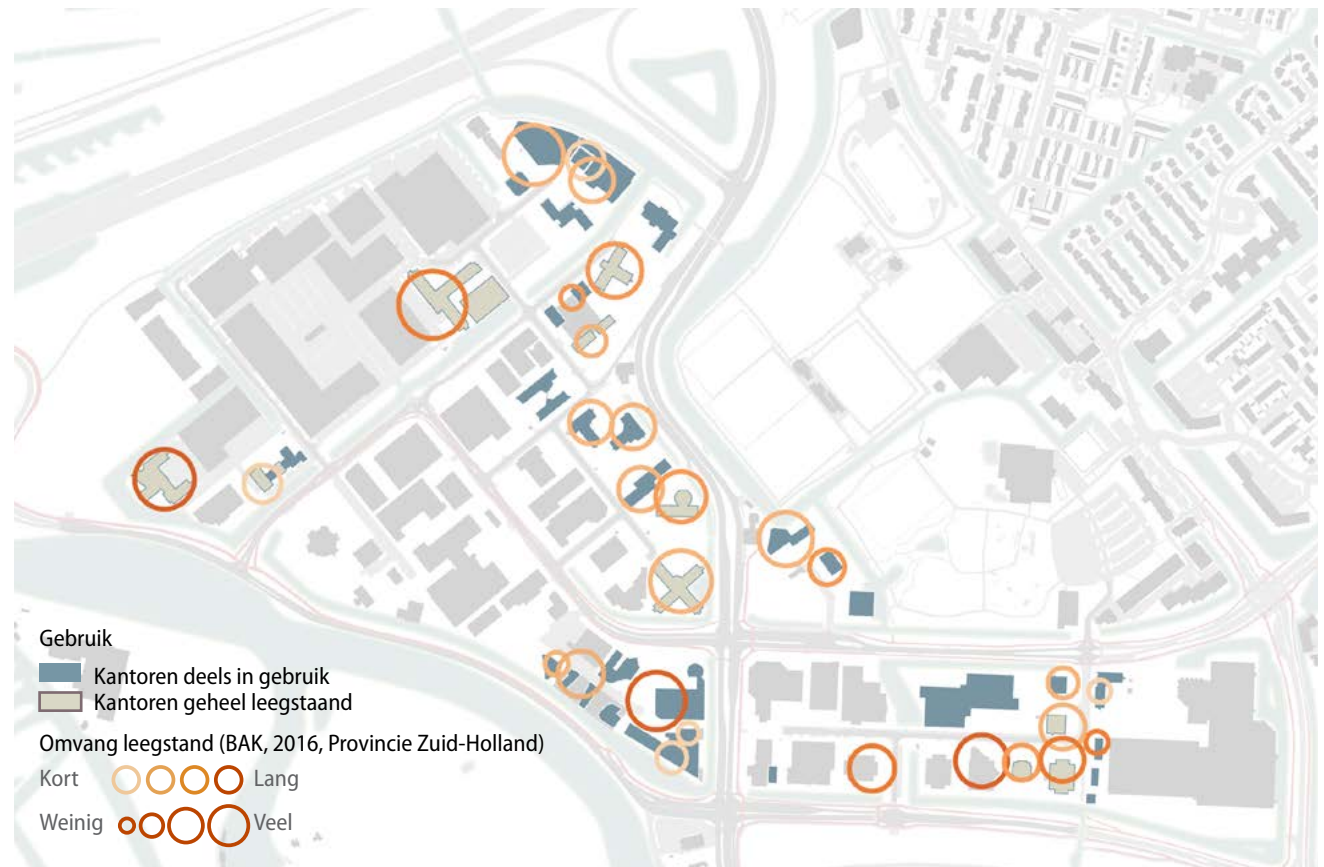 Gebruik
Kantoren deels in gebruik
Kantoren geheel leegstaand
Omvang leegstand (BAK, 2016, Provincie Zuid-Holland)
Kort Lang
Weinig Veel